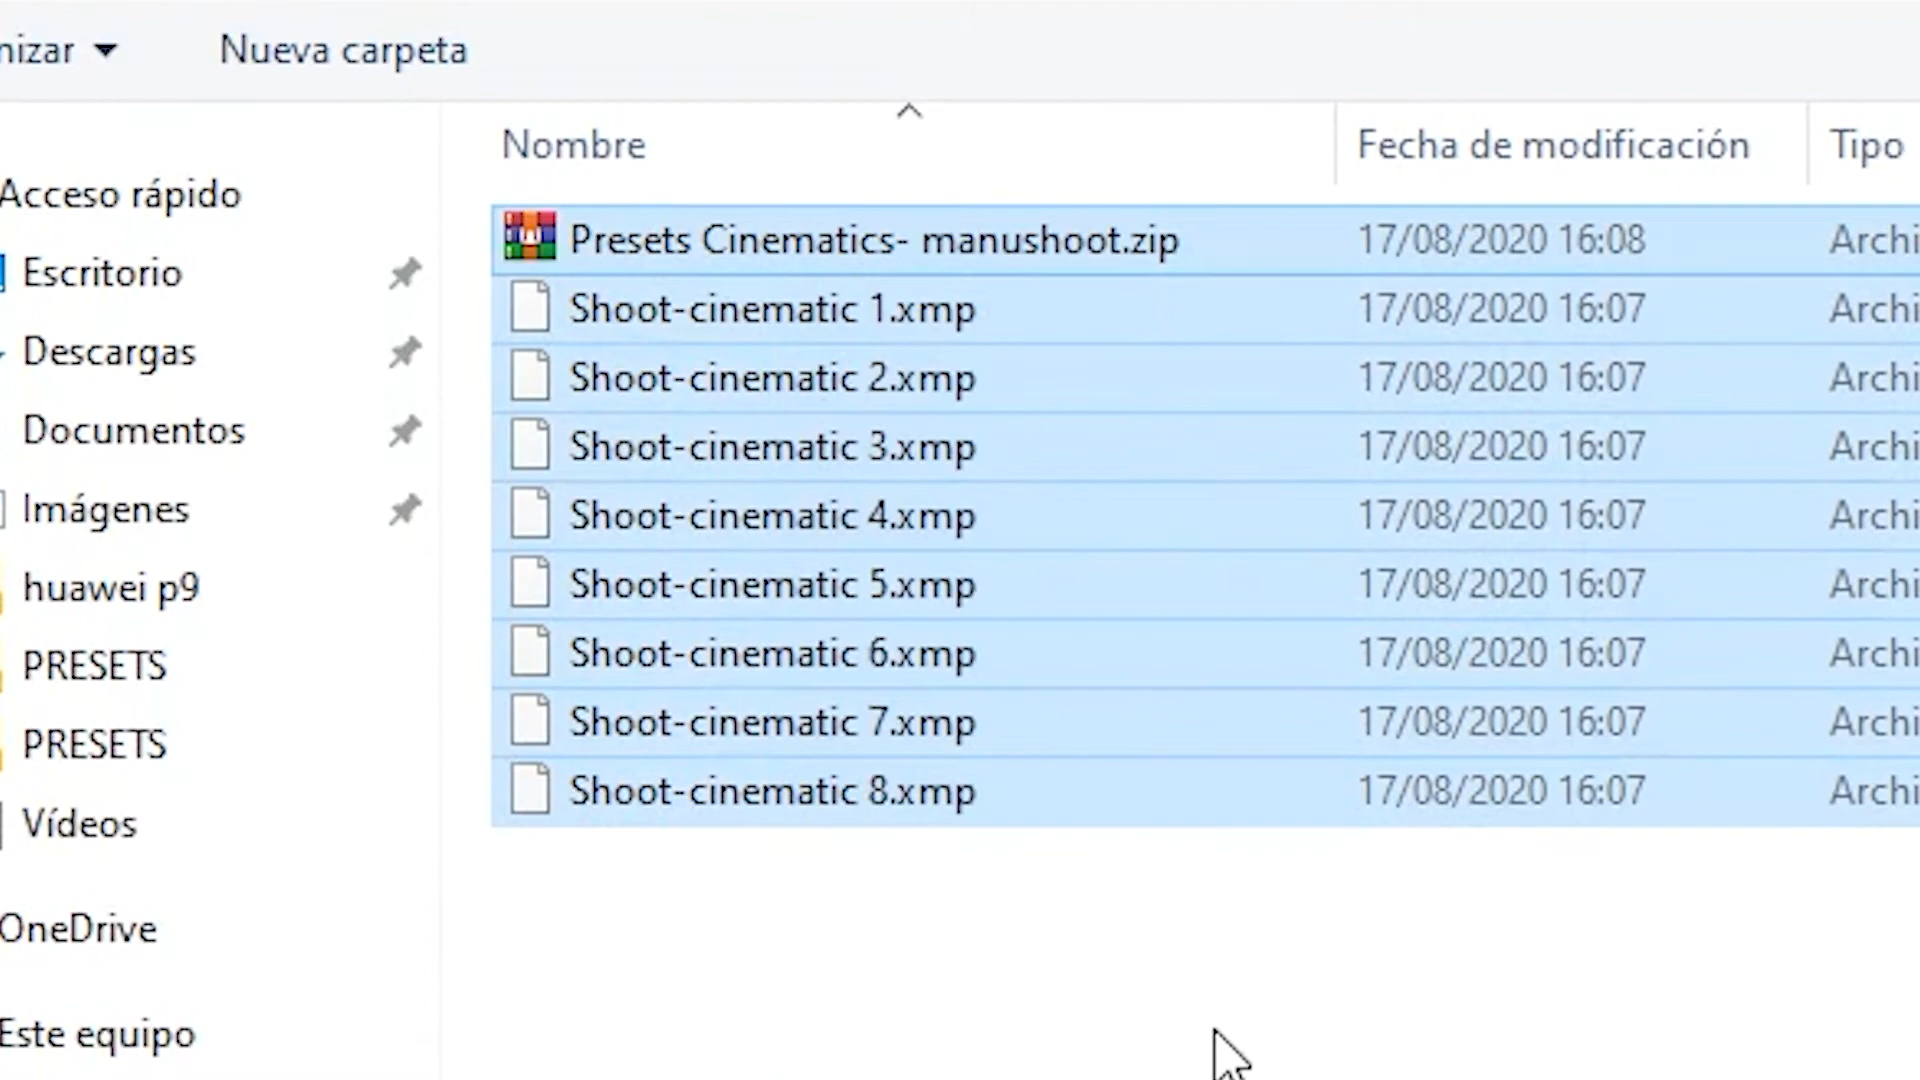 nizar Nueva carpeta
Nombre Fecha de modificación Tipo
Acceso rápido
Escritorio
Descargas
Documentos
Imágenes
huawei p9
PRESETS
PRESETS
Vídeos
OneDrive
Este equipo
Presets Cinematics- manushoot.zip 17/08/2020 16:08 Archi
Shoot-cinematic 1.xmp 17/08/2020 16:07 Archi
Shoot-cinematic 2.xmp 17/08/2020 16:07 Archi
Shoot-cinematic 3.xmp 17/08/2020 16:07 Archi
Shoot-cinematic 4.xmp 17/08/2020 16:07 Archi
Shoot-cinematic 5.xmp 17/08/2020 16:07 Archi
Shoot-cinematic 6.xmp 17/08/2020 16:07 Archi
Shoot-cinematic 7.xmp 17/08/2020 16:07 Archi
Shoot-cinematic 8.xmp 17/08/2020 16:07 Archi